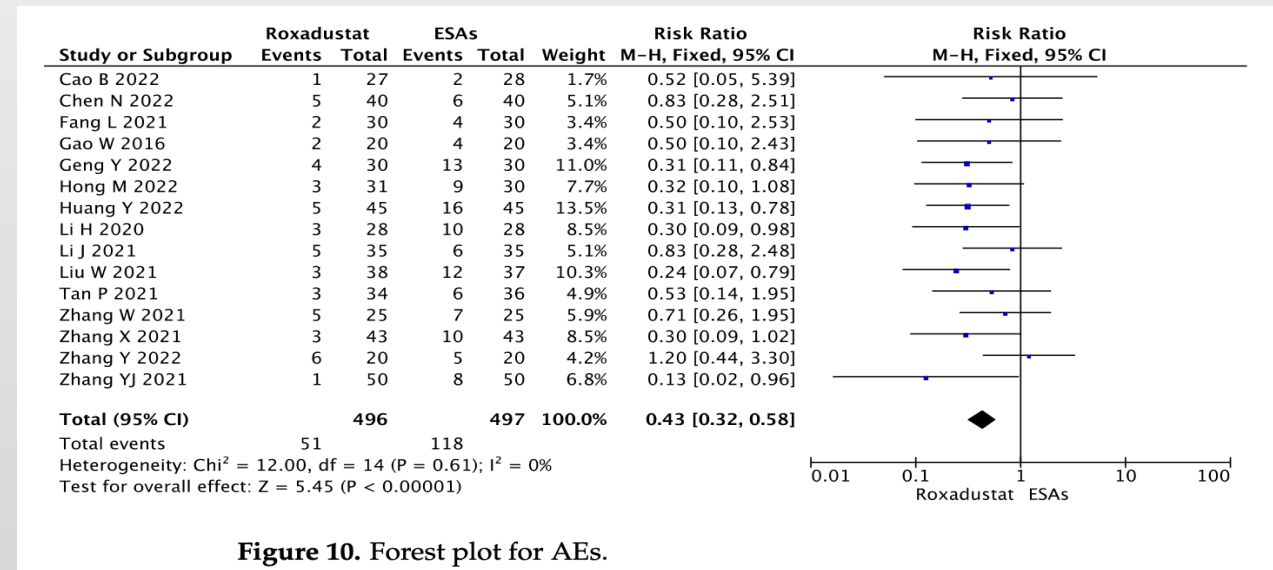 Roxadustat ESAs Risk Ratio Risk Ratio
Study or Subgroup Events Total Events Total Weight M-H, Fixed, 95% CI M-H, Fixed, 95% CI
Cao B 2022 1 27 2 28 1.7% 0.52 [0.05, 5.39]
Chen N 2022 5 40 6 40 5.1% 0.83 [0.28, 2.51]
Fang L 2021 2 30 4 30 3.4% 0.50 [0.10, 2.53]
Gao W 2016 2 20 4 20 3.4% 0.50 [0.10, 2.43]
Geng Y 2022 4 30 13 30 11.0% 0.31 [0.11, 0.84]
Hong M 2022 3 31 9 30 7.7% 0.32 [0.10, 1.08]
Huang Y 2022 5 45 16 45 13.5% 0.31 [0.13, 0.78]
Li H 2020 3 28 10 28 8.5% 0.30 [0.09, 0.98]
Li J 2021 5 35 6 35 5.1% 0.83 [0.28, 2.48]
Liu W 2021 3 38 12 37 10.3% 0.24 [0.07, 0.79]
Tan P 2021 3 34 6 36 4.9% 0.53 [0.14, 1.95]
Zhang W 2021 5 25 7 25 5.9% 0.71 [0.26, 1.95]
Zhang X 2021 3 43 10 43 8.5% 0.30 [0.09, 1.02]
Zhang Y 2022 6 20 5 20 4.2% 1.20 [0.44, 3.30]
Zhang YJ 2021 1 50 8 50 6.8% 0.13 [0.02, 0.96]
Total (95% CI) 496 497 100.0% 0.43 [0.32, 0.58]
Total events 51 118
Heterogeneity: Chi² = 12.00, df = 14 (P = 0.61); I² = 0%
Test for overall effect: Z = 5.45 (P < 0.00001)
0.01 0.1 1 10 100
Roxadustat ESAs
Figure 10. Forest plot for AEs.